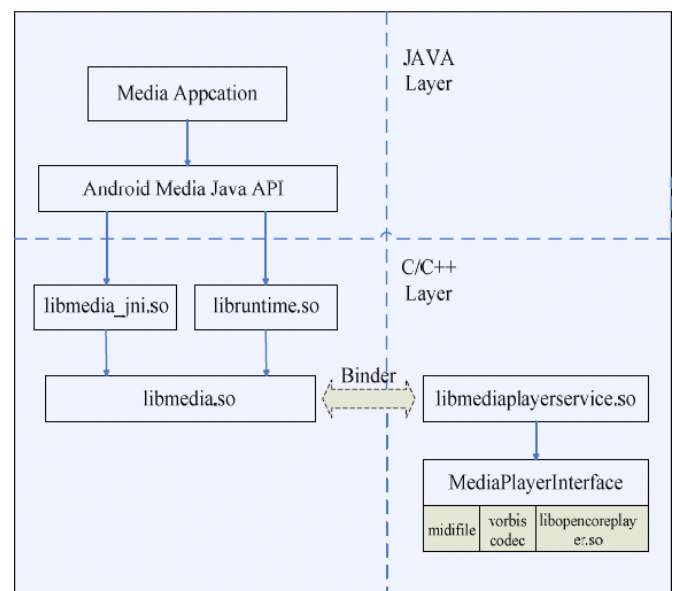 JAVA
Layer
Media Appcation
Android Media Java API
C/C++
Layer
libmedia_jni.so
libruntime.so
Binder
libmedia.so
libmediaplayerservice.so
MediaPlayerInterface
midifile
vorbis
codec
libopencoreplay
er.so